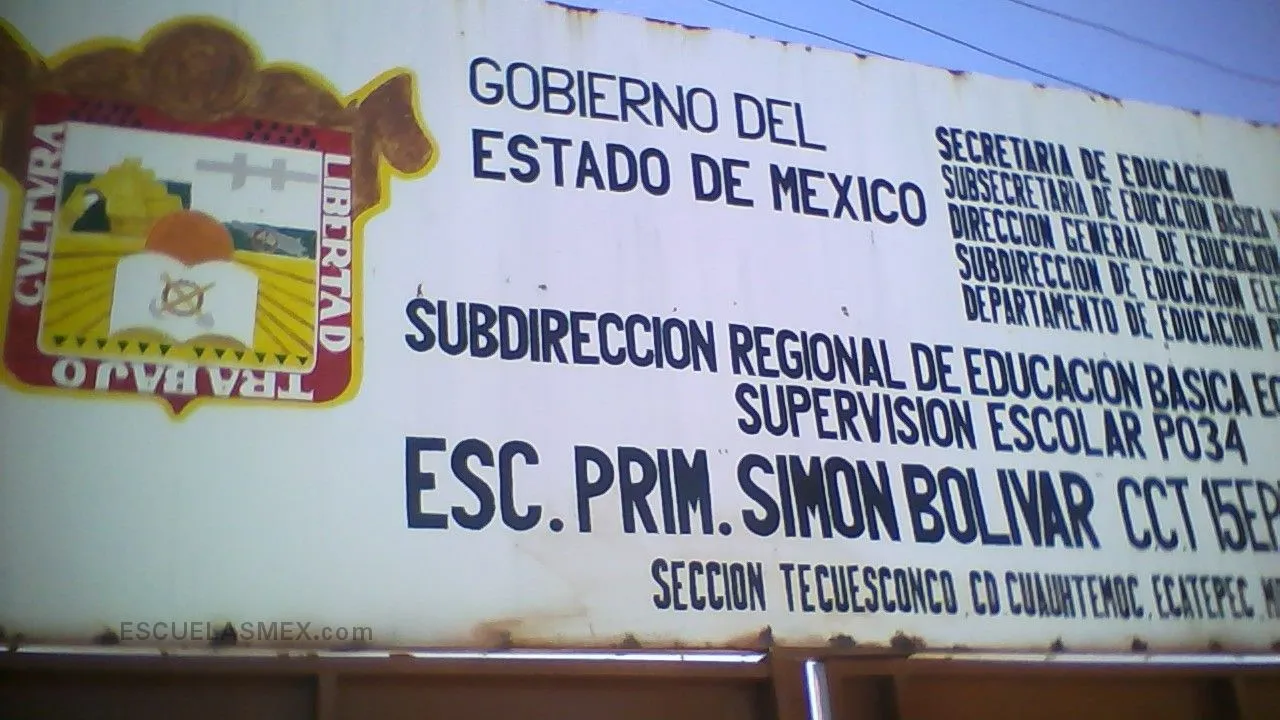 CVLTVRA
LIBERTAD
TRABAJO
GOBIERNO DEL
ESTADO DE MEXICO
SECRETARIA DE EDUCACION
SUBSECRETARIA DE EDUCACION BASICA
DIRECCION GENERAL DE EDUCACION
SUBDIRECCION DE EDUCACION
DEPARTAMENTO DE EDUCACION
SUBDIRECCION REGIONAL DE EDUCACION BASICA
SUPERVISION ESCOLAR P034
ESC. PRIM. SIMON BOLIVAR CCT 15EP
SECCION TECUESCONCO, CD CUAUHTEMOC, ECATEPEC,
ESCUELASMEX.com